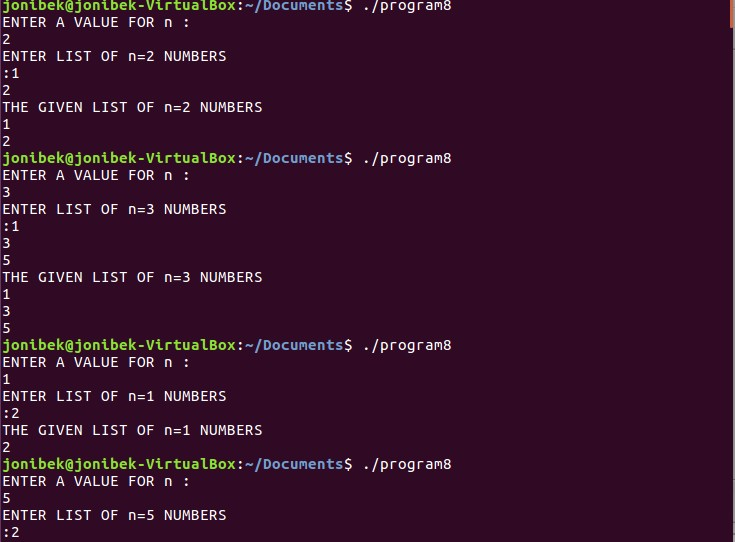 jonibek@jonibek-VirtualBox:~/Documents$ ./program8
ENTER A VALUE FOR n :
2
ENTER LIST OF n=2 NUMBERS
:1
2
THE GIVEN LIST OF n=2 NUMBERS
1
2
jonibek@jonibek-VirtualBox:~/Documents$ ./program8
ENTER A VALUE FOR n :
3
ENTER LIST OF n=3 NUMBERS
:1
3
5
THE GIVEN LIST OF n=3 NUMBERS
1
3
5
jonibek@jonibek-VirtualBox:~/Documents$ ./program8
ENTER A VALUE FOR n :
1
ENTER LIST OF n=1 NUMBERS
:2
THE GIVEN LIST OF n=1 NUMBERS
2
jonibek@jonibek-VirtualBox:~/Documents$ ./program8
ENTER A VALUE FOR n :
5
ENTER LIST OF n=5 NUMBERS
:2